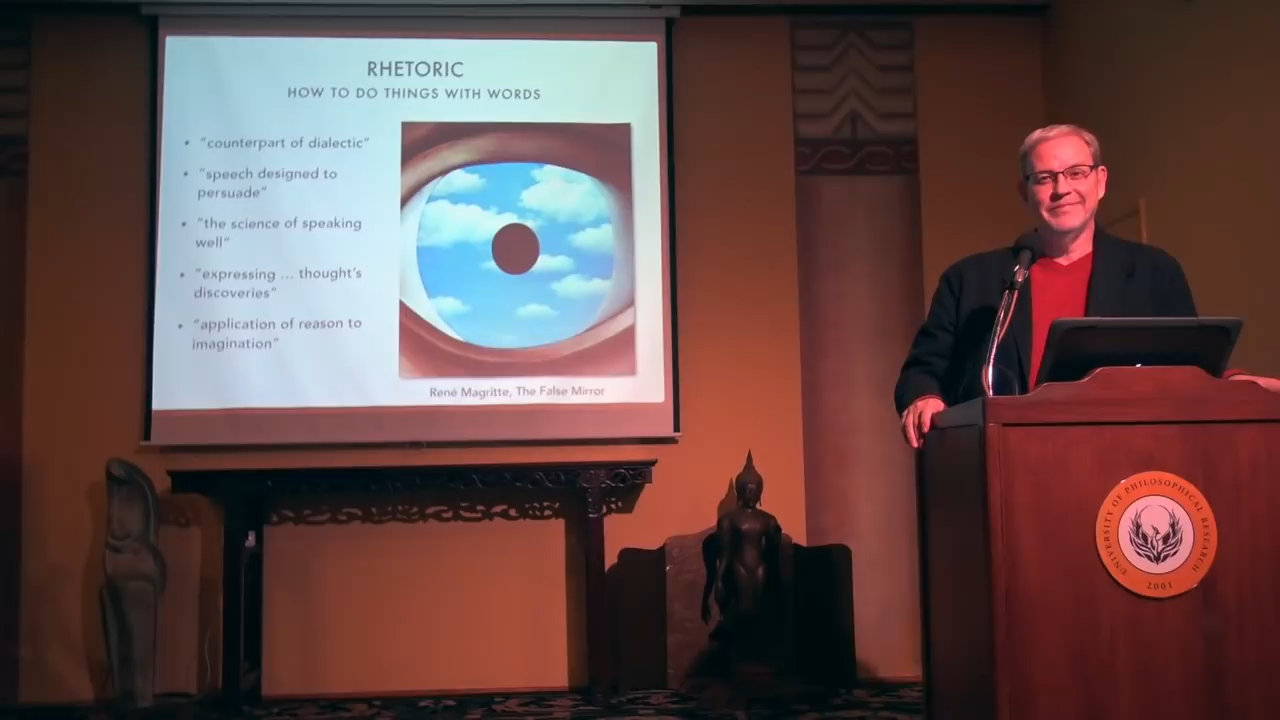 RHETORIC
HOW TO DO THINGS WITH WORDS
• "counterpart of dialectic"
• "speech designed to
persuade"
• "the science of speaking
well"
• "expressing ... thought's
discoveries"
• "application of reason to
imagination"
René Magritte, The False Mirror
UNIVERSITY OF PHILOSOPHICAL RESEARCH
2001